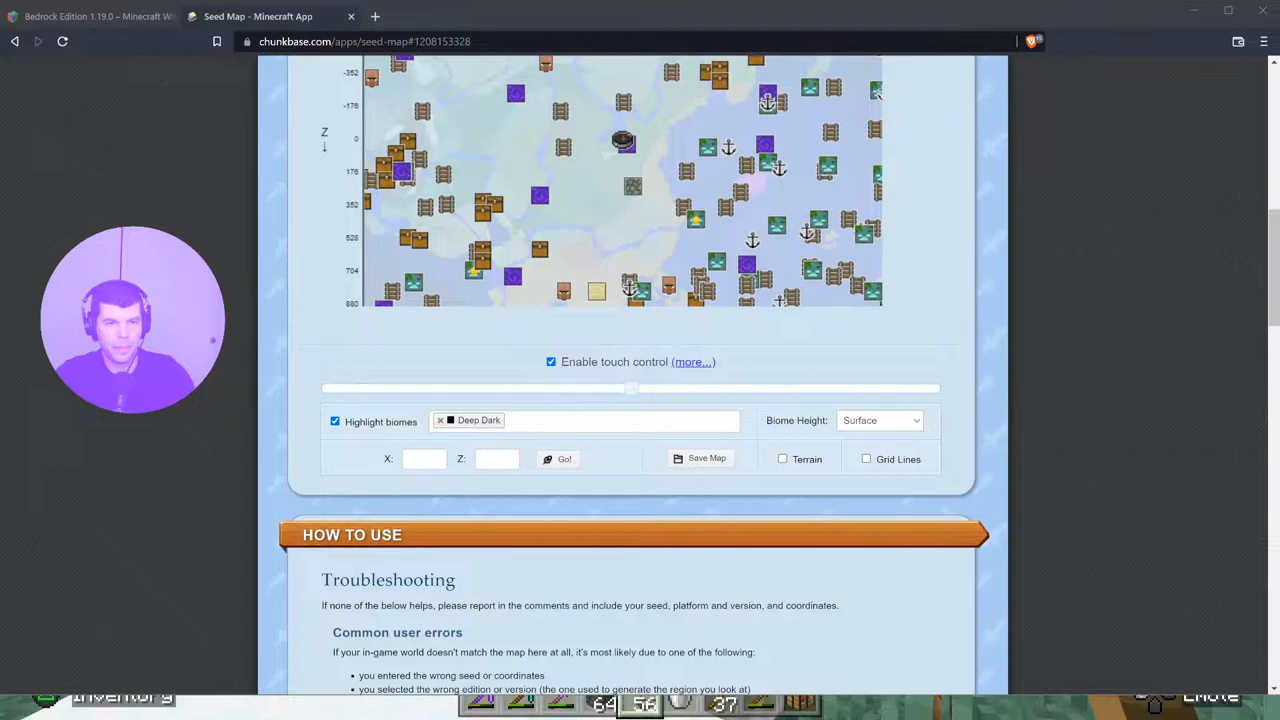 Bedrock Edition 1.19.0 – Minecraft Wi
Seed Map - Minecraft App
chunkbase.com/apps/seed-map#1208153328
15
-352
-176
Z
0
176
352
528
704
880
Enable touch control (more...)
Highlight biomes
Deep Dark
Biome Height:
Surface
X:
Z:
Go!
Save Map
Terrain
Grid Lines
HOW TO USE
Troubleshooting
If none of the below helps, please report in the comments and include your seed, platform and version, and coordinates.
Common user errors
If your in-game world doesn't match the map here at all, it's most likely due to one of the following:
• you entered the wrong seed or coordinates
• you selected the wrong edition or version (the one used to generate the region you look at)
Inventory
64
56
37
Emote